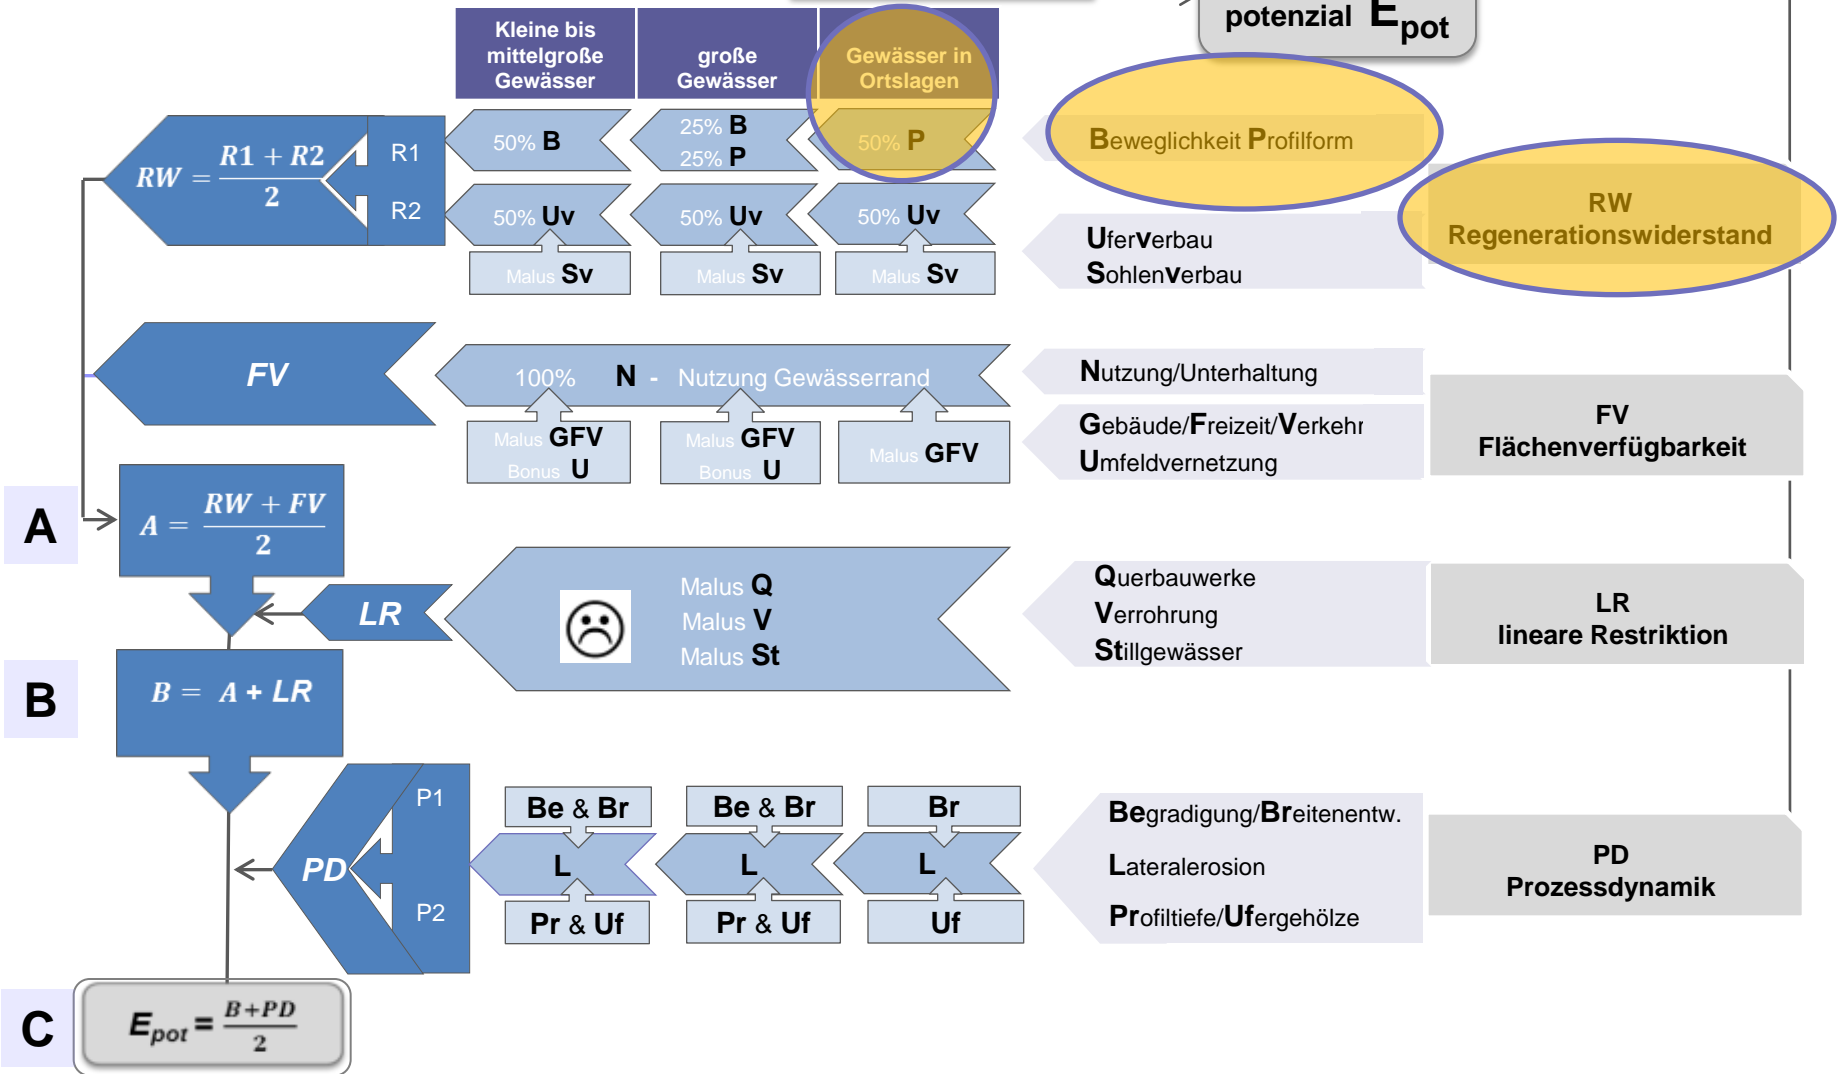 potenzial Epot
Kleine bis
mittelgroße
Gewässer
große
Gewässer
Gewässer in
Ortslagen
RW = R1 + R2 / 2
R1
R2
50% B
25% B
25% P
50% P
Beweglichkeit Profilform
50% Uv
50% Uv
50% Uv
Malus Sv
Malus Sv
Malus Sv
Uferverbau
Sohlenverbau
RW
Regenerationswiderstand
FV
100% N - Nutzung Gewässerrand
Malus GFV
Bonus U
Malus GFV
Bonus U
Malus GFV
Nutzung/Unterhaltung
Gebäude/Freizeit/Verkehr
Umfeldvernetzung
FV
Flächenverfügbarkeit
A
A = RW + FV / 2
LR
Malus Q
Malus V
Malus St
Querbauwerke
Verrohrung
Stillgewässer
LR
lineare Restriktion
B
B = A + LR
PD
P1
P2
Be & Br
L
Pr & Uf
Be & Br
L
Pr & Uf
Br
L
Uf
Begradigung/Breitenentw.
Lateralerosion
Profiltiefe/Ufergehölze
PD
Prozessdynamik
C
Epot = B+PD / 2